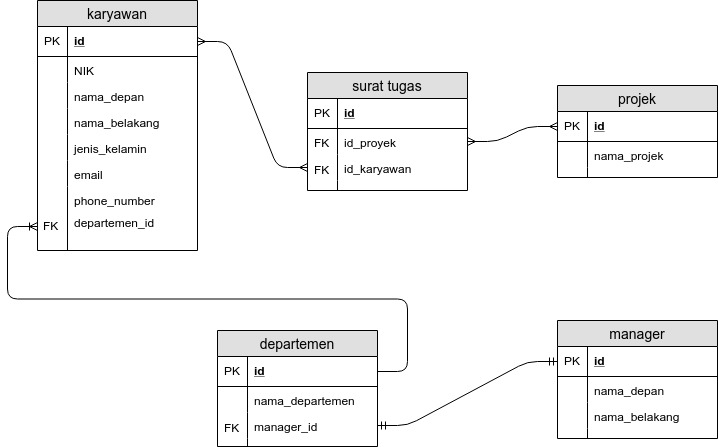 karyawan
PK id
NIK
nama_depan
nama_belakang
jenis_kelamin
email
phone_number
FK departemen_id
surat tugas
PK id
FK id_proyek
FK id_karyawan
projek
PK id
nama_projek
departemen
PK id
nama_departemen
FK manager_id
manager
PK id
nama_depan
nama_belakang